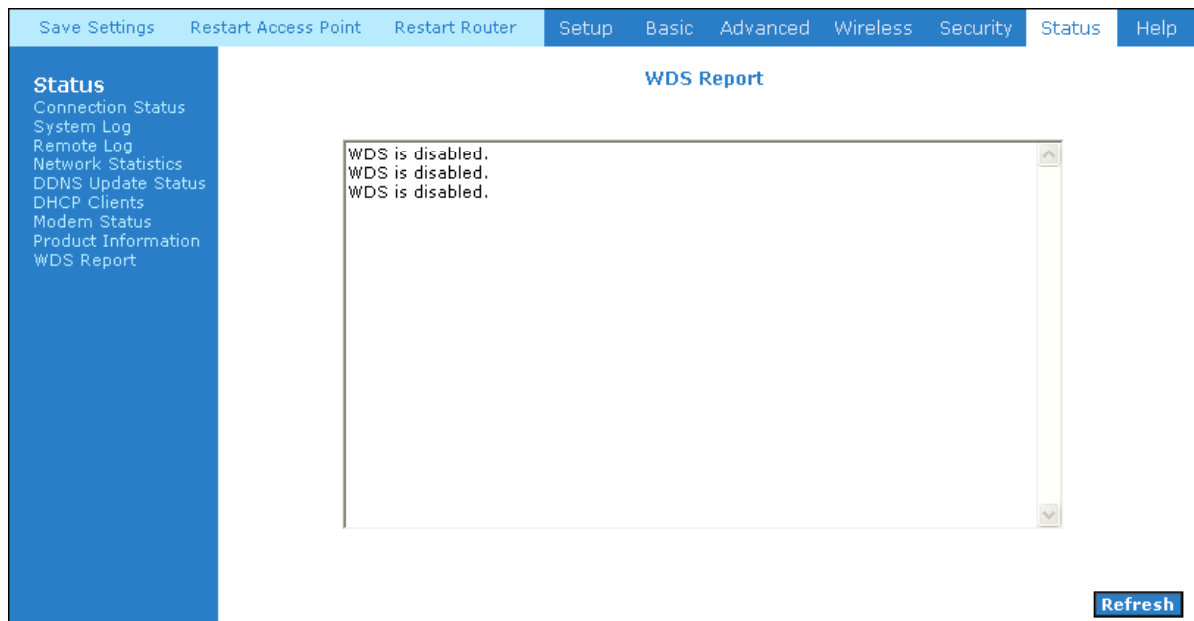 Save Settings Restart Access Point Restart Router Setup Basic Advanced Wireless Security Status Help
Status
Connection Status
System Log
Remote Log
Network Statistics
DDNS Update Status
DHCP Clients
Modem Status
Product Information
WDS Report
WDS Report
WDS is disabled.
WDS is disabled.
WDS is disabled.
Refresh